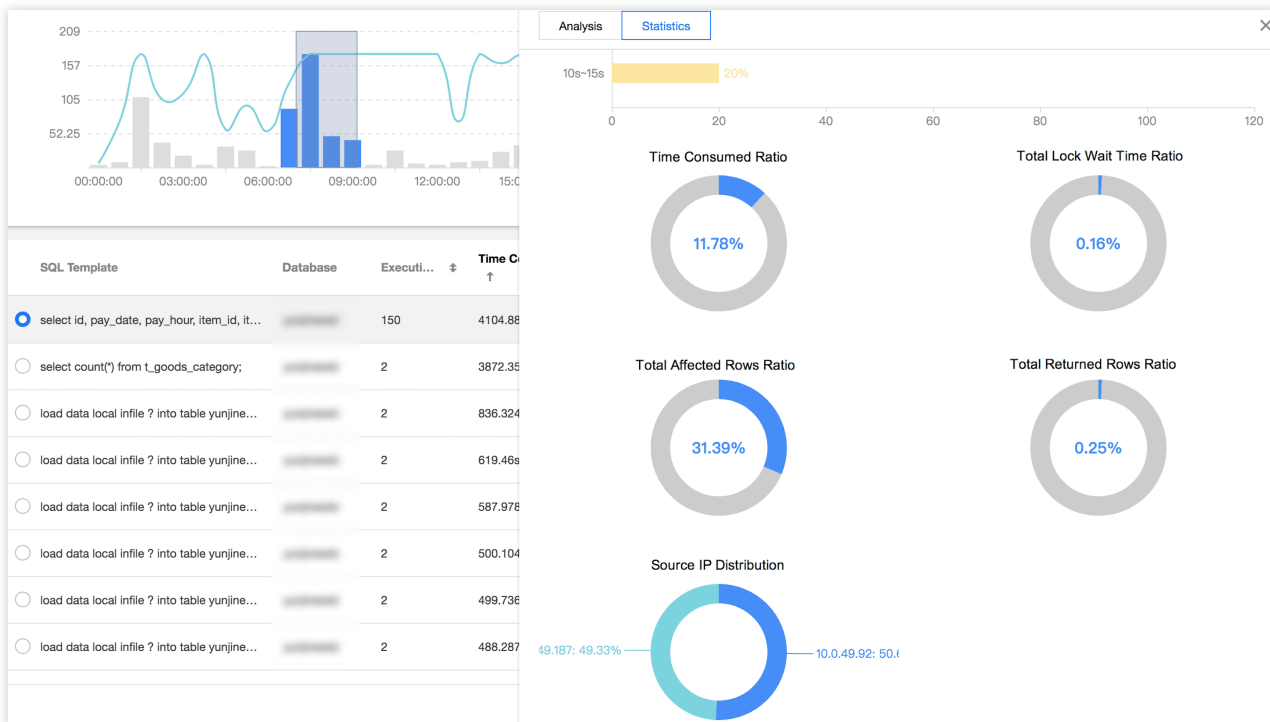 209
157
105
52.25
00:00:00 03:00:00 06:00:00 09:00:00 12:00:00 15:0
SQL Template Database Executi... Time Co
select id, pay_date, pay_hour, item_id, it... 150 4104.88
select count(*) from t_goods_category; 2 3872.35
load data local infile ? into table yunjine... 2 836.324
load data local infile ? into table yunjine... 2 619.46s
load data local infile ? into table yunjine... 2 587.978
load data local infile ? into table yunjine... 2 500.104
load data local infile ? into table yunjine... 2 499.736
load data local infile ? into table yunjine... 2 488.287
Analysis Statistics
10s~15s 20%
0 20 40 60 80 100 120
Time Consumed Ratio Total Lock Wait Time Ratio
11.78% 0.16%
Total Affected Rows Ratio Total Returned Rows Ratio
31.39% 0.25%
Source IP Distribution
49.187: 49.33% 10.0.49.92: 50.6